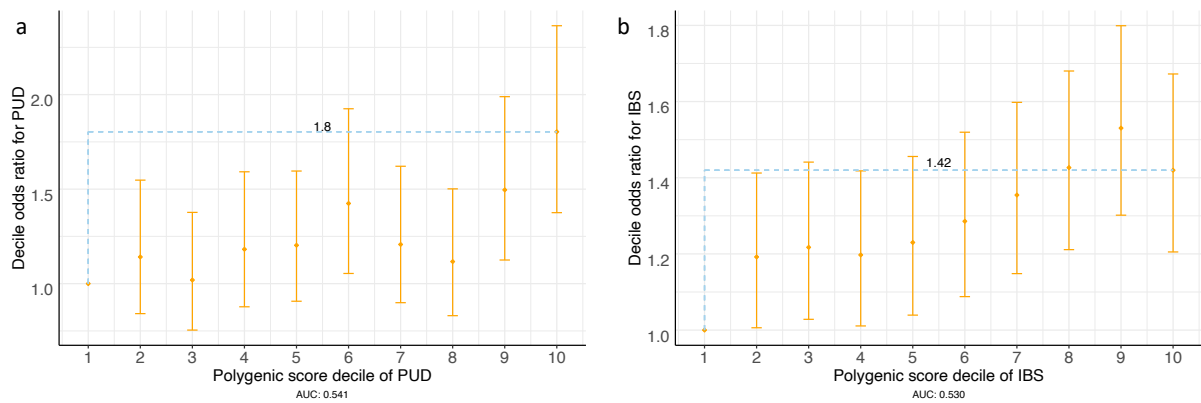 a
Decile odds ratio for PUD
2.0
1.5
1.0
1.8
1 2 3 4 5 6 7 8 9 10
Polygenic score decile of PUD
AUC: 0.541
b
Decile odds ratio for IBS
1.8
1.6
1.4
1.2
1.0
1.42
1 2 3 4 5 6 7 8 9 10
Polygenic score decile of IBS
AUC: 0.530